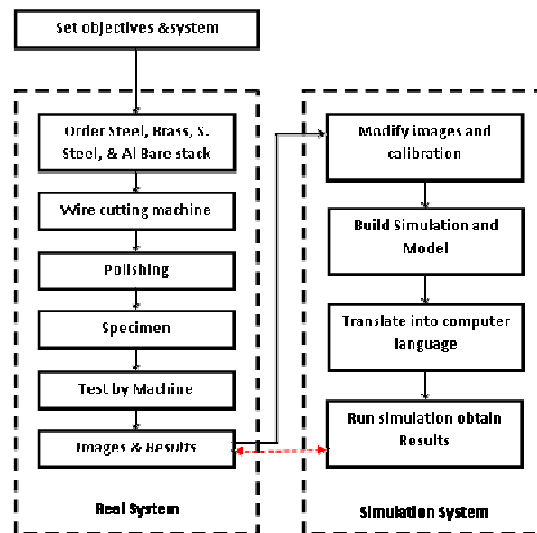 Set objectives &system
Order Steel, Brass, S.
Steel, & Al Bare stack
Wire cutting machine
Polishing
Specimen
Test by Machine
Images & Results
Real System
Modify images and
calibration
Build Simulation and
Model
Translate into computer
language
Run simulation obtain
Results
Simulation System